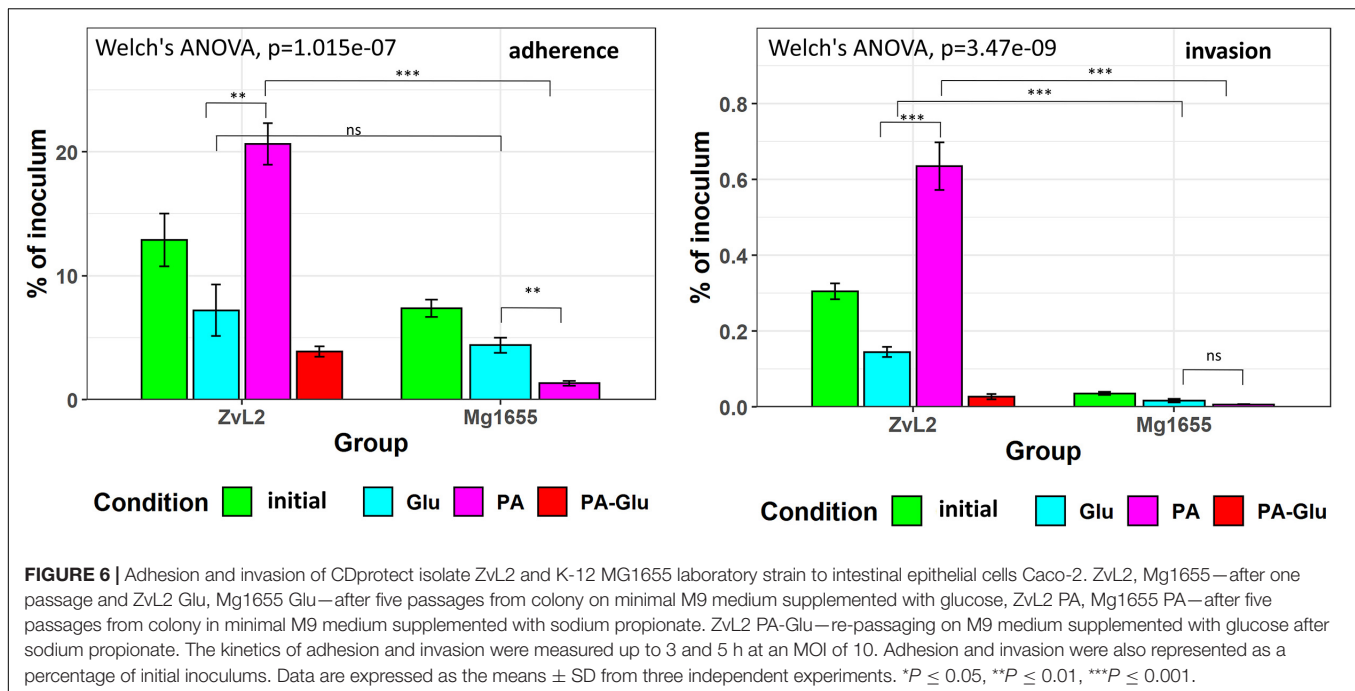 Welch's ANOVA, p=1.015e-07
adherence
***
**
ns
**
20
10
0
% of inoculum
ZvL2
Mg1655
Group
Condition
initial
Glu
PA
PA-Glu
Welch's ANOVA, p=3.47e-09
invasion
***
***
***
ns
0.8
0.6
0.4
0.2
0.0
% of inoculum
ZvL2
Mg1655
Group
Condition
initial
Glu
PA
PA-Glu
FIGURE 6 | Adhesion and invasion of CDprotect isolate ZvL2 and K-12 MG1655 laboratory strain to intestinal epithelial cells Caco-2. ZvL2, Mg1655—after one
passage and ZvL2 Glu, Mg1655 Glu—after five passages from colony on minimal M9 medium supplemented with glucose, ZvL2 PA, Mg1655 PA—after five
passages from colony in minimal M9 medium supplemented with sodium propionate. ZvL2 PA-Glu—re-passaging on M9 medium supplemented with glucose after
sodium propionate. The kinetics of adhesion and invasion were measured up to 3 and 5 h at an MOI of 10. Adhesion and invasion were also represented as a
percentage of initial inoculums. Data are expressed as the means ± SD from three independent experiments. *P ≤ 0.05, **P ≤ 0.01, ***P ≤ 0.001.